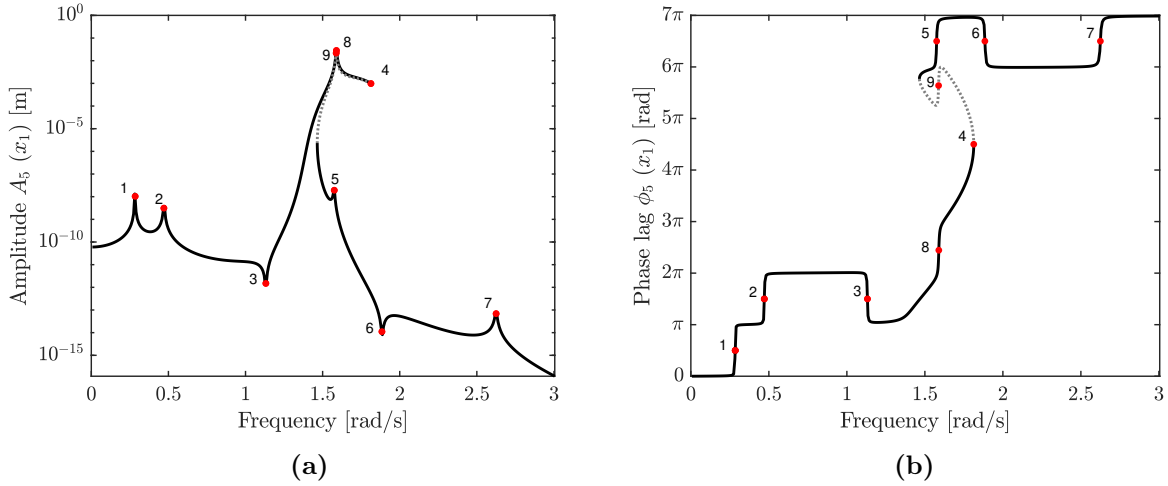 10⁰
10⁻⁵
10⁻¹⁰
10⁻¹⁵
Amplitude A₅ (x₁) [m]
1
2
3
4
5
6
7
8
9
0 0.5 1 1.5 2 2.5 3
Frequency [rad/s]
(a)
7π
6π
5π
4π
3π
2π
π
0
Phase lag ϕ₅ (x₁) [rad]
1
2
3
4
5
6
7
8
9
0 0.5 1 1.5 2 2.5 3
Frequency [rad/s]
(b)